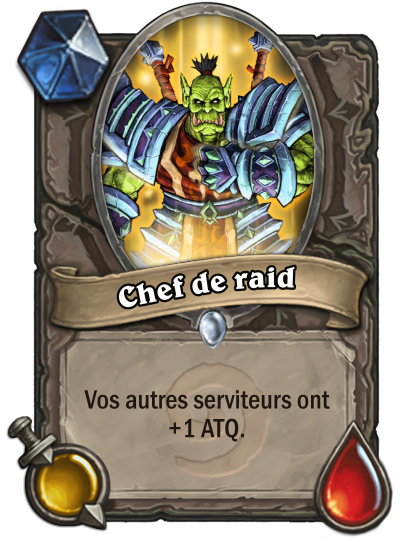 Chef de raid
Vos autres serviteurs ont
+1 ATQ.